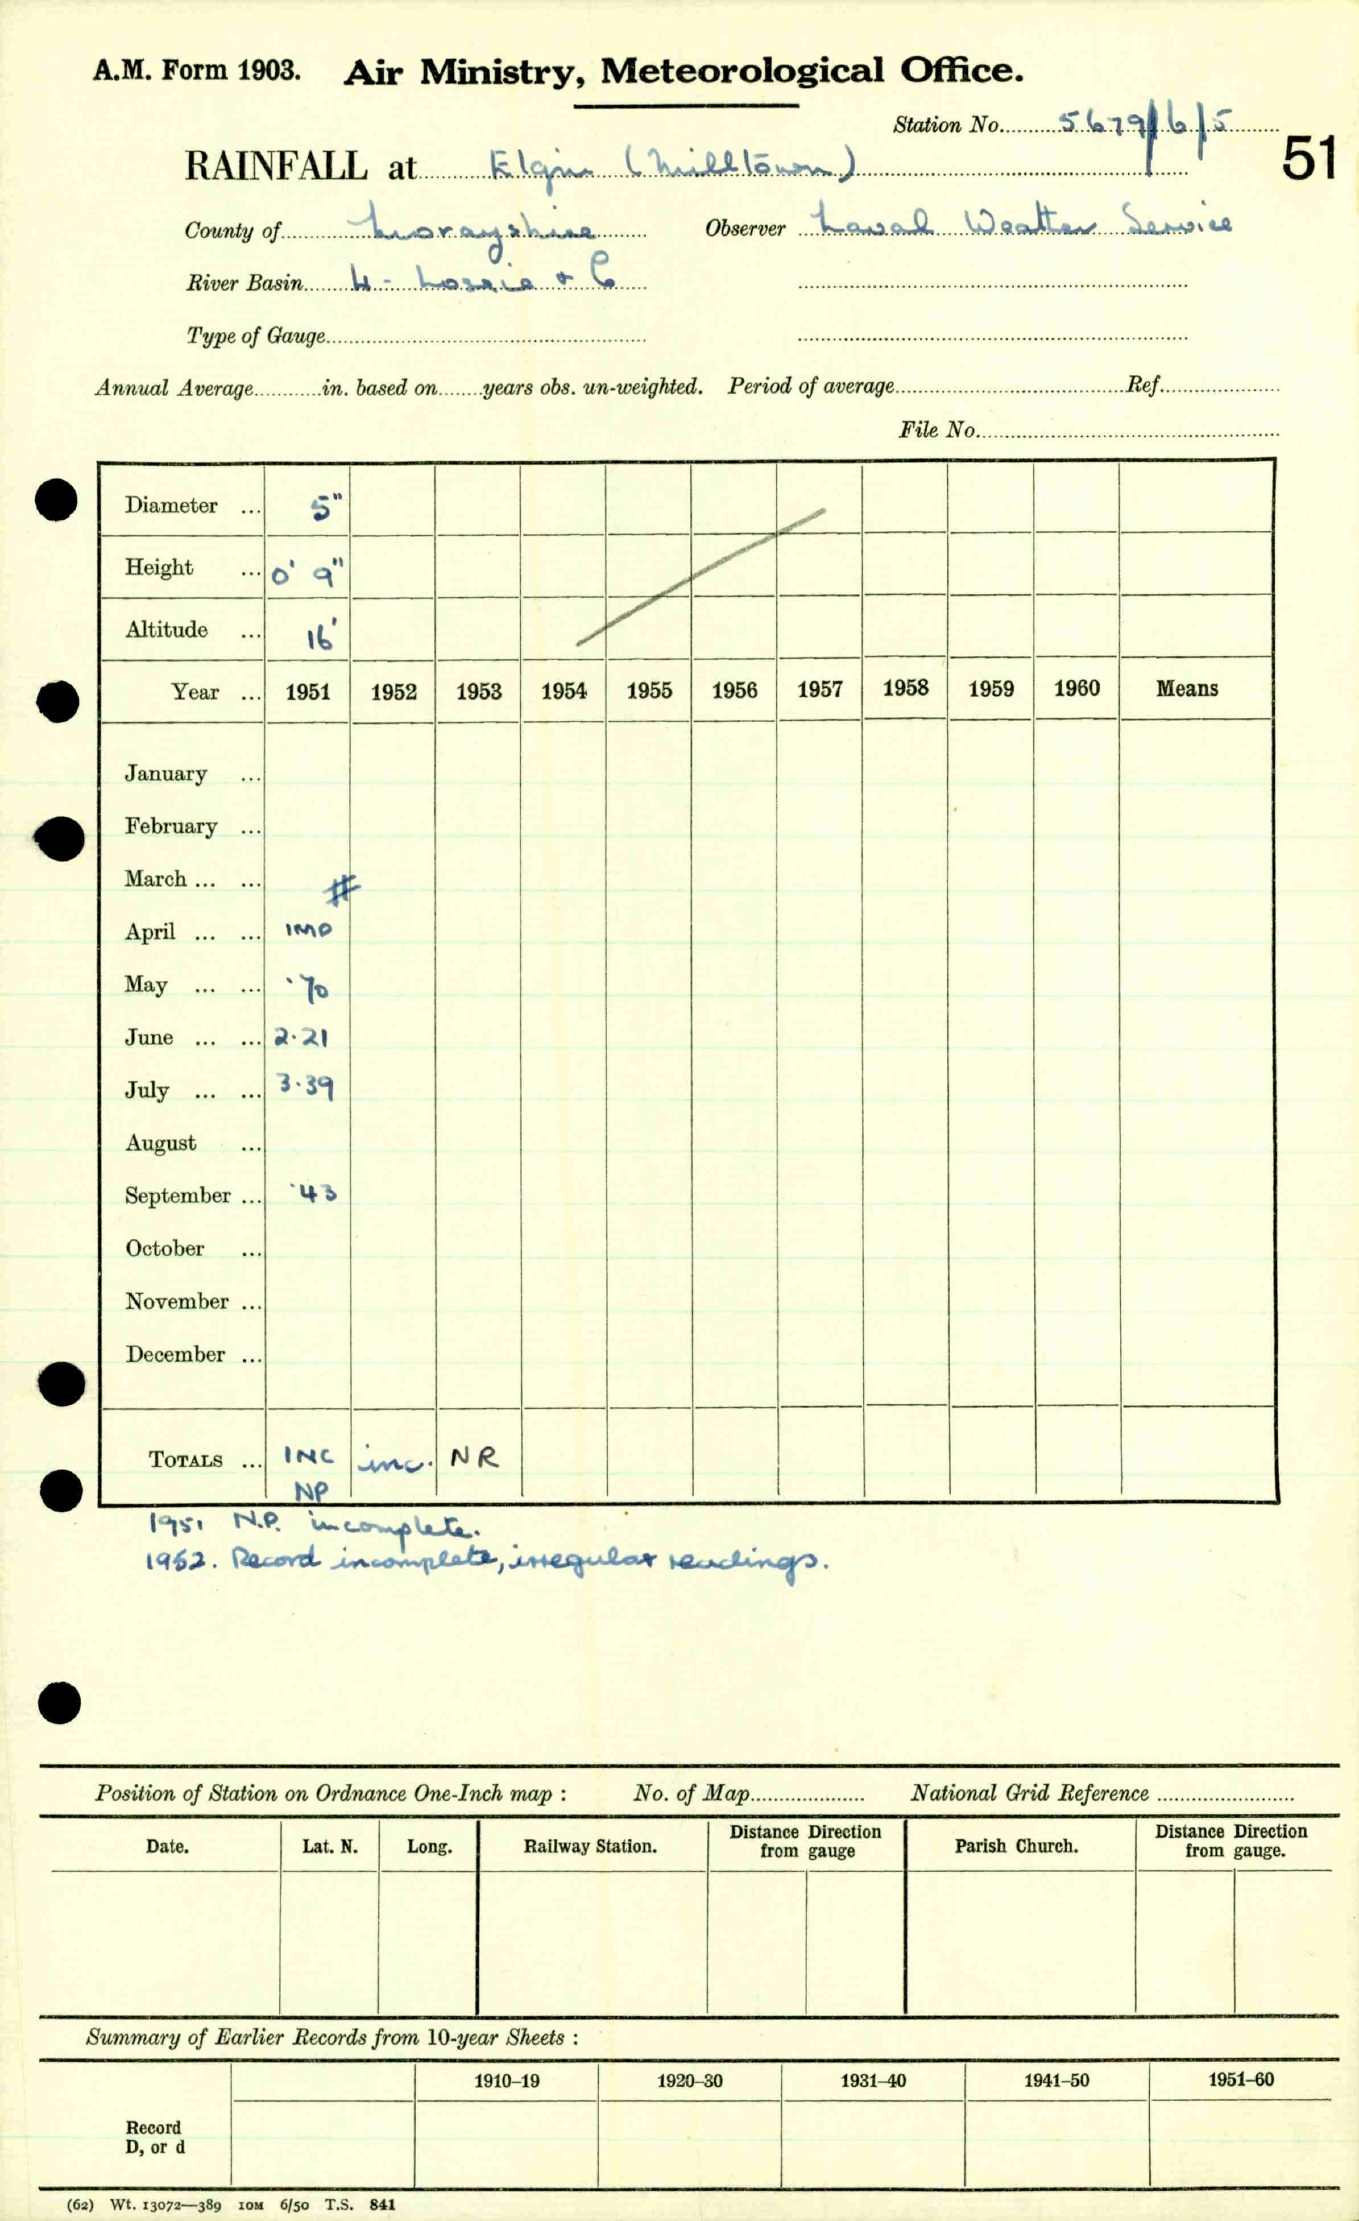 A.M. Form 1903. Air Ministry, Meteorological Office.
Station No. 5679/6/5
51
RAINFALL at Elgin (Milltown)
County of Morayshire Observer Naval Weather Service
River Basin 4 - Lossie & C
Type of Gauge
Annual Average in. based on years obs. un-weighted. Period of average Ref.
File No.
Diameter ... 5"
Height ... 0' 9"
Altitude ... 16'
Year ... 1951 1952 1953 1954 1955 1956 1957 1958 1959 1960 Means
January ...
February ...
March ... ... #
April ... ... IMP
May ... ... ·70
June ... ... 2·21
July ... ... 3·39
August ...
September ... ·43
October ...
November ...
December ...
TOTALS ... INC inc. NR
NP
1951 N.P. incomplete.
1952. Record incomplete, irregular readings.
Position of Station on Ordnance One-Inch map : No. of Map National Grid Reference
Date. Lat. N. Long. Railway Station. Distance Direction from gauge Parish Church. Distance Direction from gauge.
Summary of Earlier Records from 10-year Sheets :
1910–19 1920–30 1931–40 1941–50 1951–60
Record
D, or d
(62) Wt. 13072—389 10M 6/50 T.S. 841